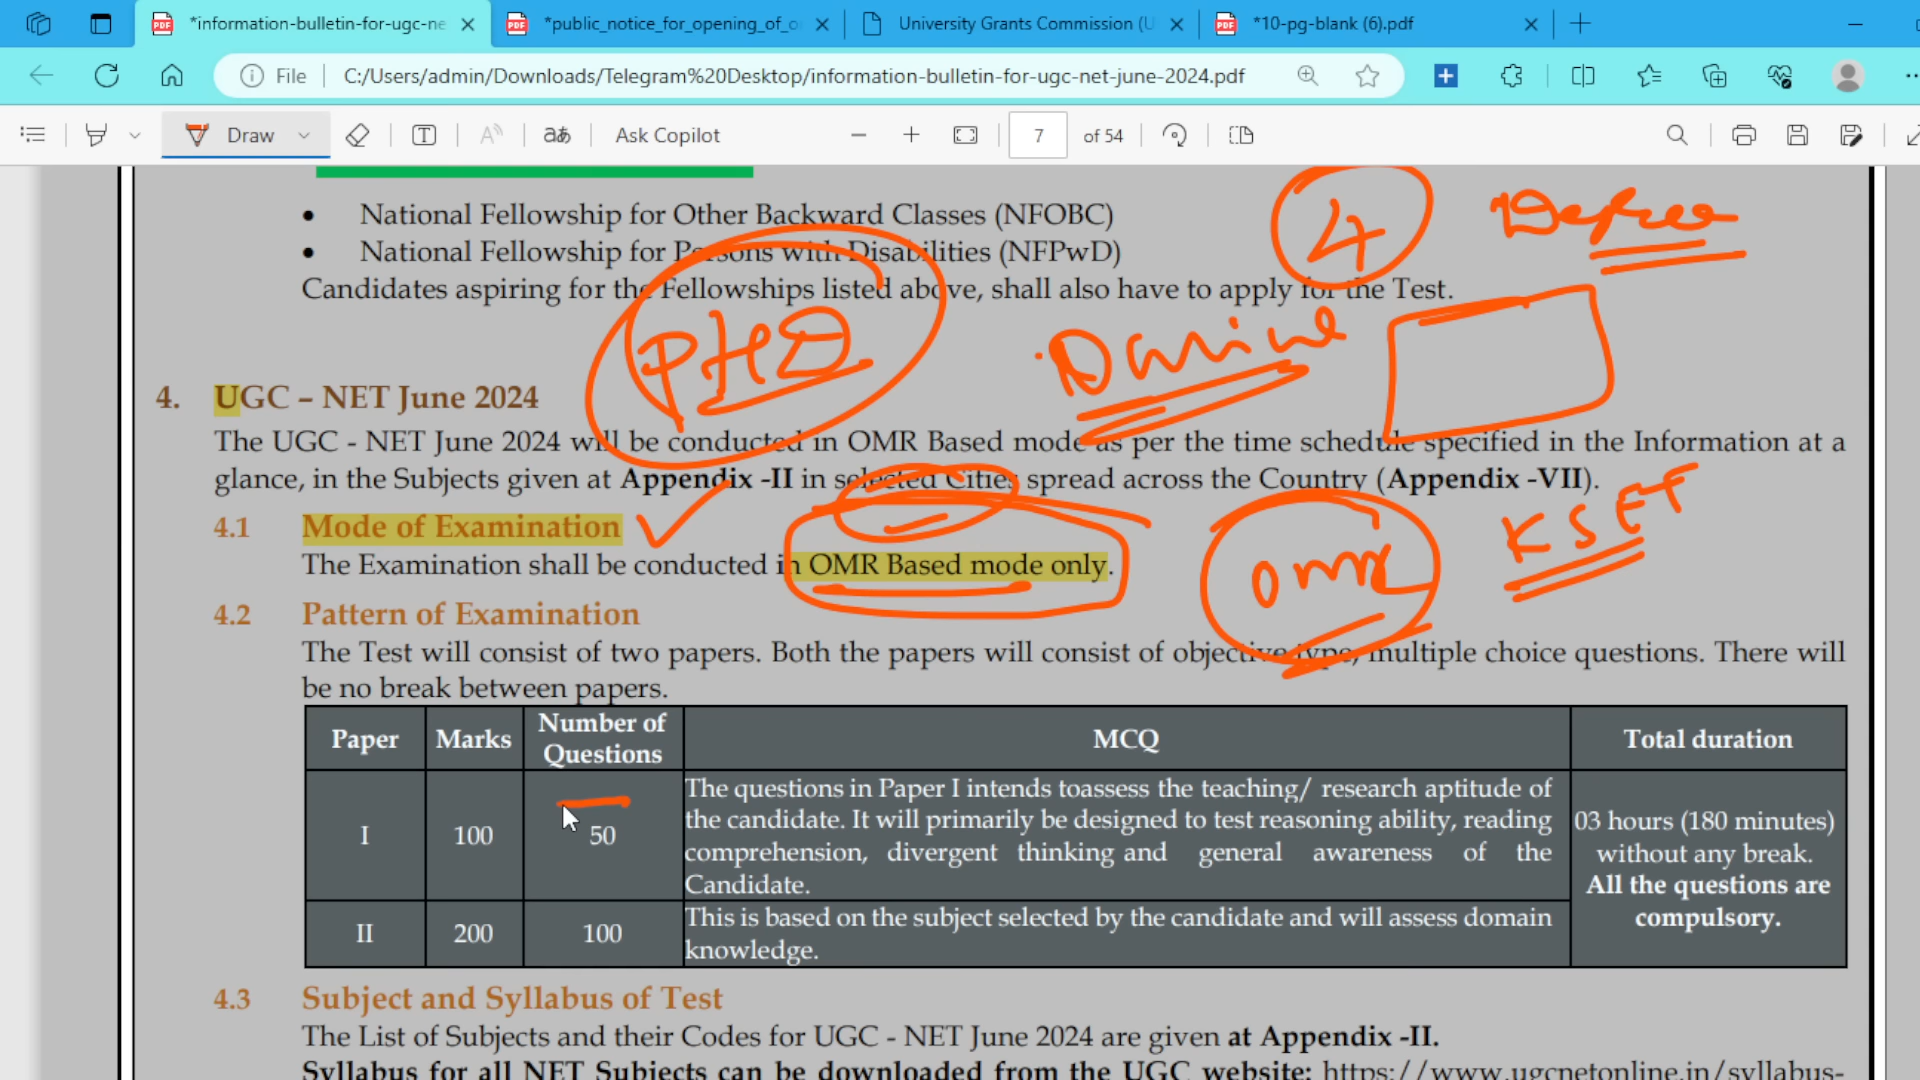 *information-bulletin-for-ugc-ne
*public_notice_for_opening_of_o
University Grants Commission (U
*10-pg-blank (6).pdf
File
C:/Users/admin/Downloads/Telegram%20Desktop/information-bulletin-for-ugc-net-june-2024.pdf
Draw
Ask Copilot
7 of 54
• National Fellowship for Other Backward Classes (NFOBC)
• National Fellowship for Persons with Disabilities (NFPwD)
Candidates aspiring for the Fellowships listed above, shall also have to apply for the Test.
4
Degree
PHD
4. UGC – NET June 2024
The UGC - NET June 2024 will be conducted in OMR Based mode as per the time schedule specified in the Information at a
glance, in the Subjects given at Appendix -II in selected Cities spread across the Country (Appendix -VII).
4.1 Mode of Examination
The Examination shall be conducted in OMR Based mode only.
OMR
KSET
4.2 Pattern of Examination
The Test will consist of two papers. Both the papers will consist of objective type, multiple choice questions. There will
be no break between papers.
Paper Marks Number of Questions MCQ Total duration
I 100 50 The questions in Paper I intends toassess the teaching/ research aptitude of
the candidate. It will primarily be designed to test reasoning ability, reading
comprehension, divergent thinking and general awareness of the
Candidate.
II 200 100 This is based on the subject selected by the candidate and will assess domain
knowledge.
03 hours (180 minutes)
without any break.
All the questions are
compulsory.
4.3 Subject and Syllabus of Test
The List of Subjects and their Codes for UGC - NET June 2024 are given at Appendix -II.
Syllabus for all NET Subjects can be downloaded from the UGC website: https://www.ugcnetonline.in/syllabus-